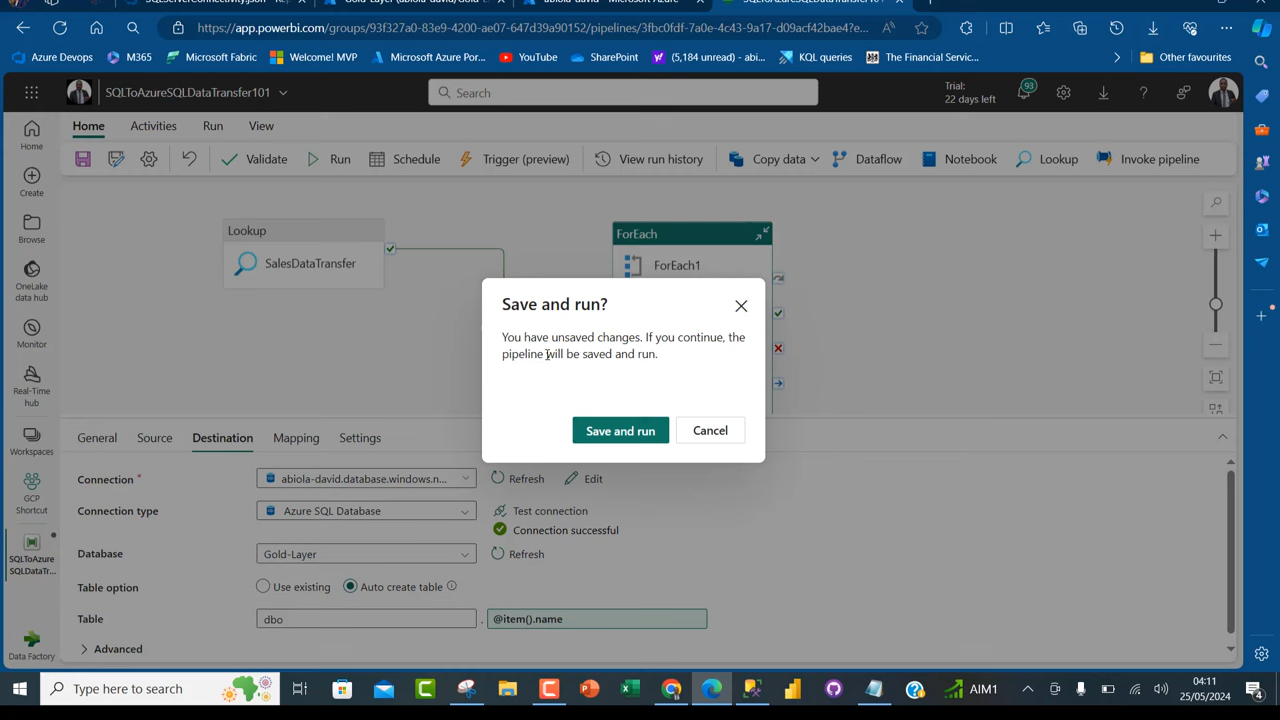 https://app.powerbi.com/groups/93f327a0-83e9-4200-ae07-657d39a90152/pipelines/3fbc0fdf-7a0e-4c43-9a17-d09acf42bae4?e...
Azure Devops
M365
Microsoft Fabric
Welcome! MVP
Microsoft Azure Por...
YouTube
SharePoint
(5,184 unread) - abi...
KQL queries
The Financial Servic...
Other favourites
SQLToAzureSQLDataTransfer101
Search
Trial:
22 days left
93
Home
Activities
Run
View
Validate
Run
Schedule
Trigger (preview)
View run history
Copy data
Dataflow
Notebook
Lookup
Invoke pipeline
Home
Create
Browse
OneLake
data hub
Monitor
Real-Time
hub
Workspaces
GCP
Shortcut
SQLToAzure
SQLDataTr...
Data Factory
Lookup
SalesDataTransfer
ForEach
ForEach1
Save and run?
You have unsaved changes. If you continue, the
pipeline will be saved and run.
Save and run
Cancel
General
Source
Destination
Mapping
Settings
Connection *
abiola-david.database.windows.n...
Refresh
Edit
Connection type
Azure SQL Database
Test connection
Connection successful
Database
Gold-Layer
Refresh
Table option
Use existing
Auto create table
Table
dbo
.
@item().name
Advanced
Type here to search
AIM1
04:11
25/05/2024
4